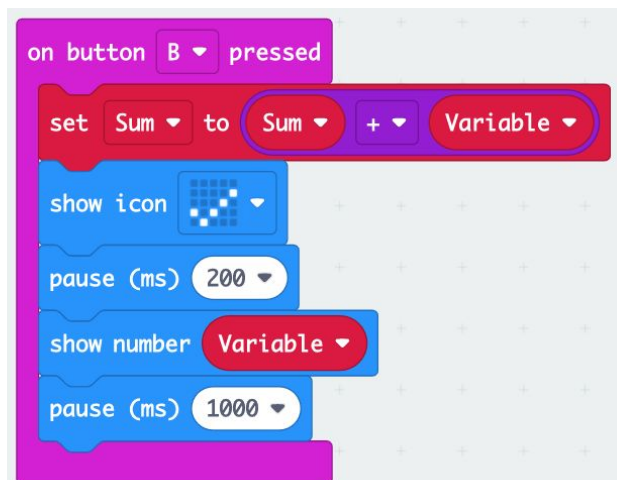 on button B pressed
set Sum to Sum + Variable
show icon
pause (ms) 200
show number Variable
pause (ms) 1000